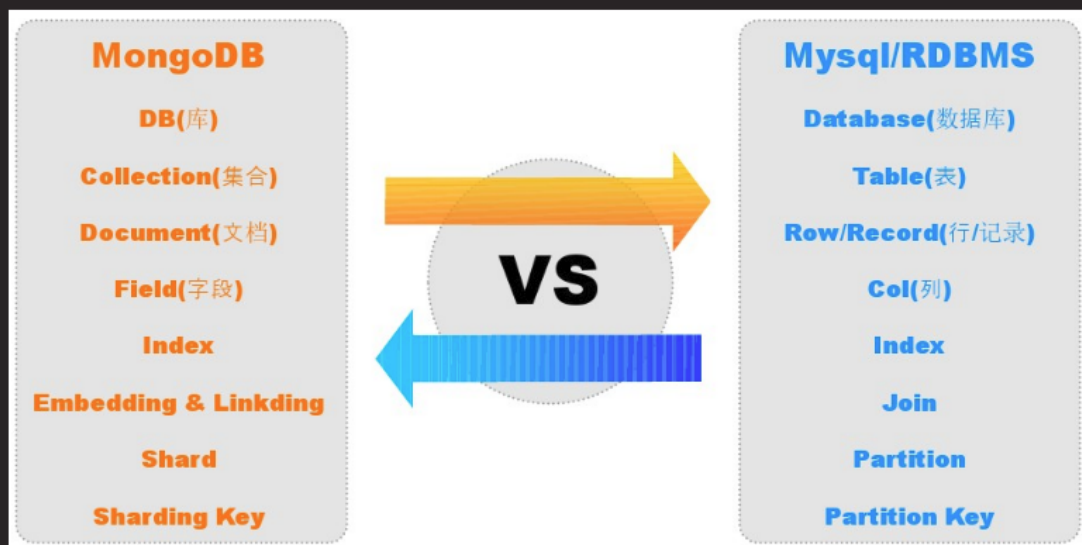 MongoDB
DB(库)
Collection(集合)
Document(文档)
Field(字段)
Index
Embedding & Linkding
Shard
Sharding Key
VS
Mysql/RDBMS
Database(数据库)
Table(表)
Row/Record(行/记录)
Col(列)
Index
Join
Partition
Partition Key